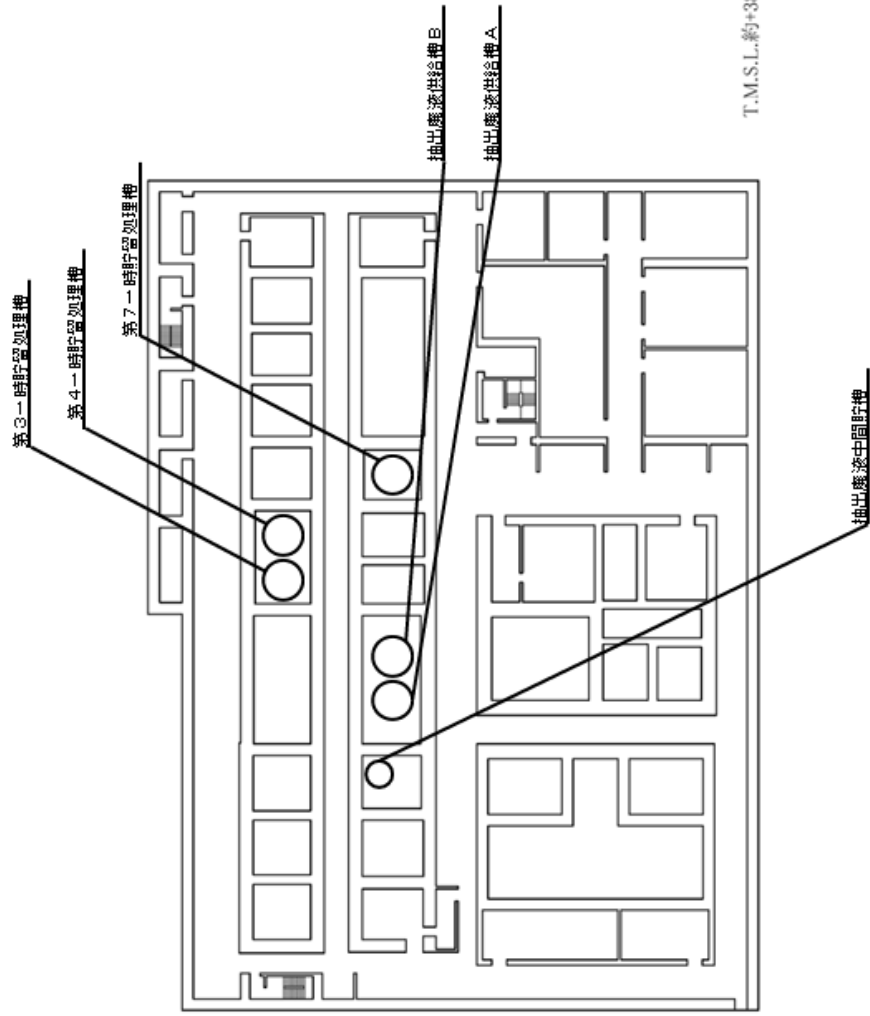 第３一時貯留処理槽
第４一時貯留処理槽
第７一時貯留処理槽
抽出廃液供給槽Ｂ
抽出廃液供給槽Ａ
抽出廃液中間貯槽
T.M.S.L.約+38